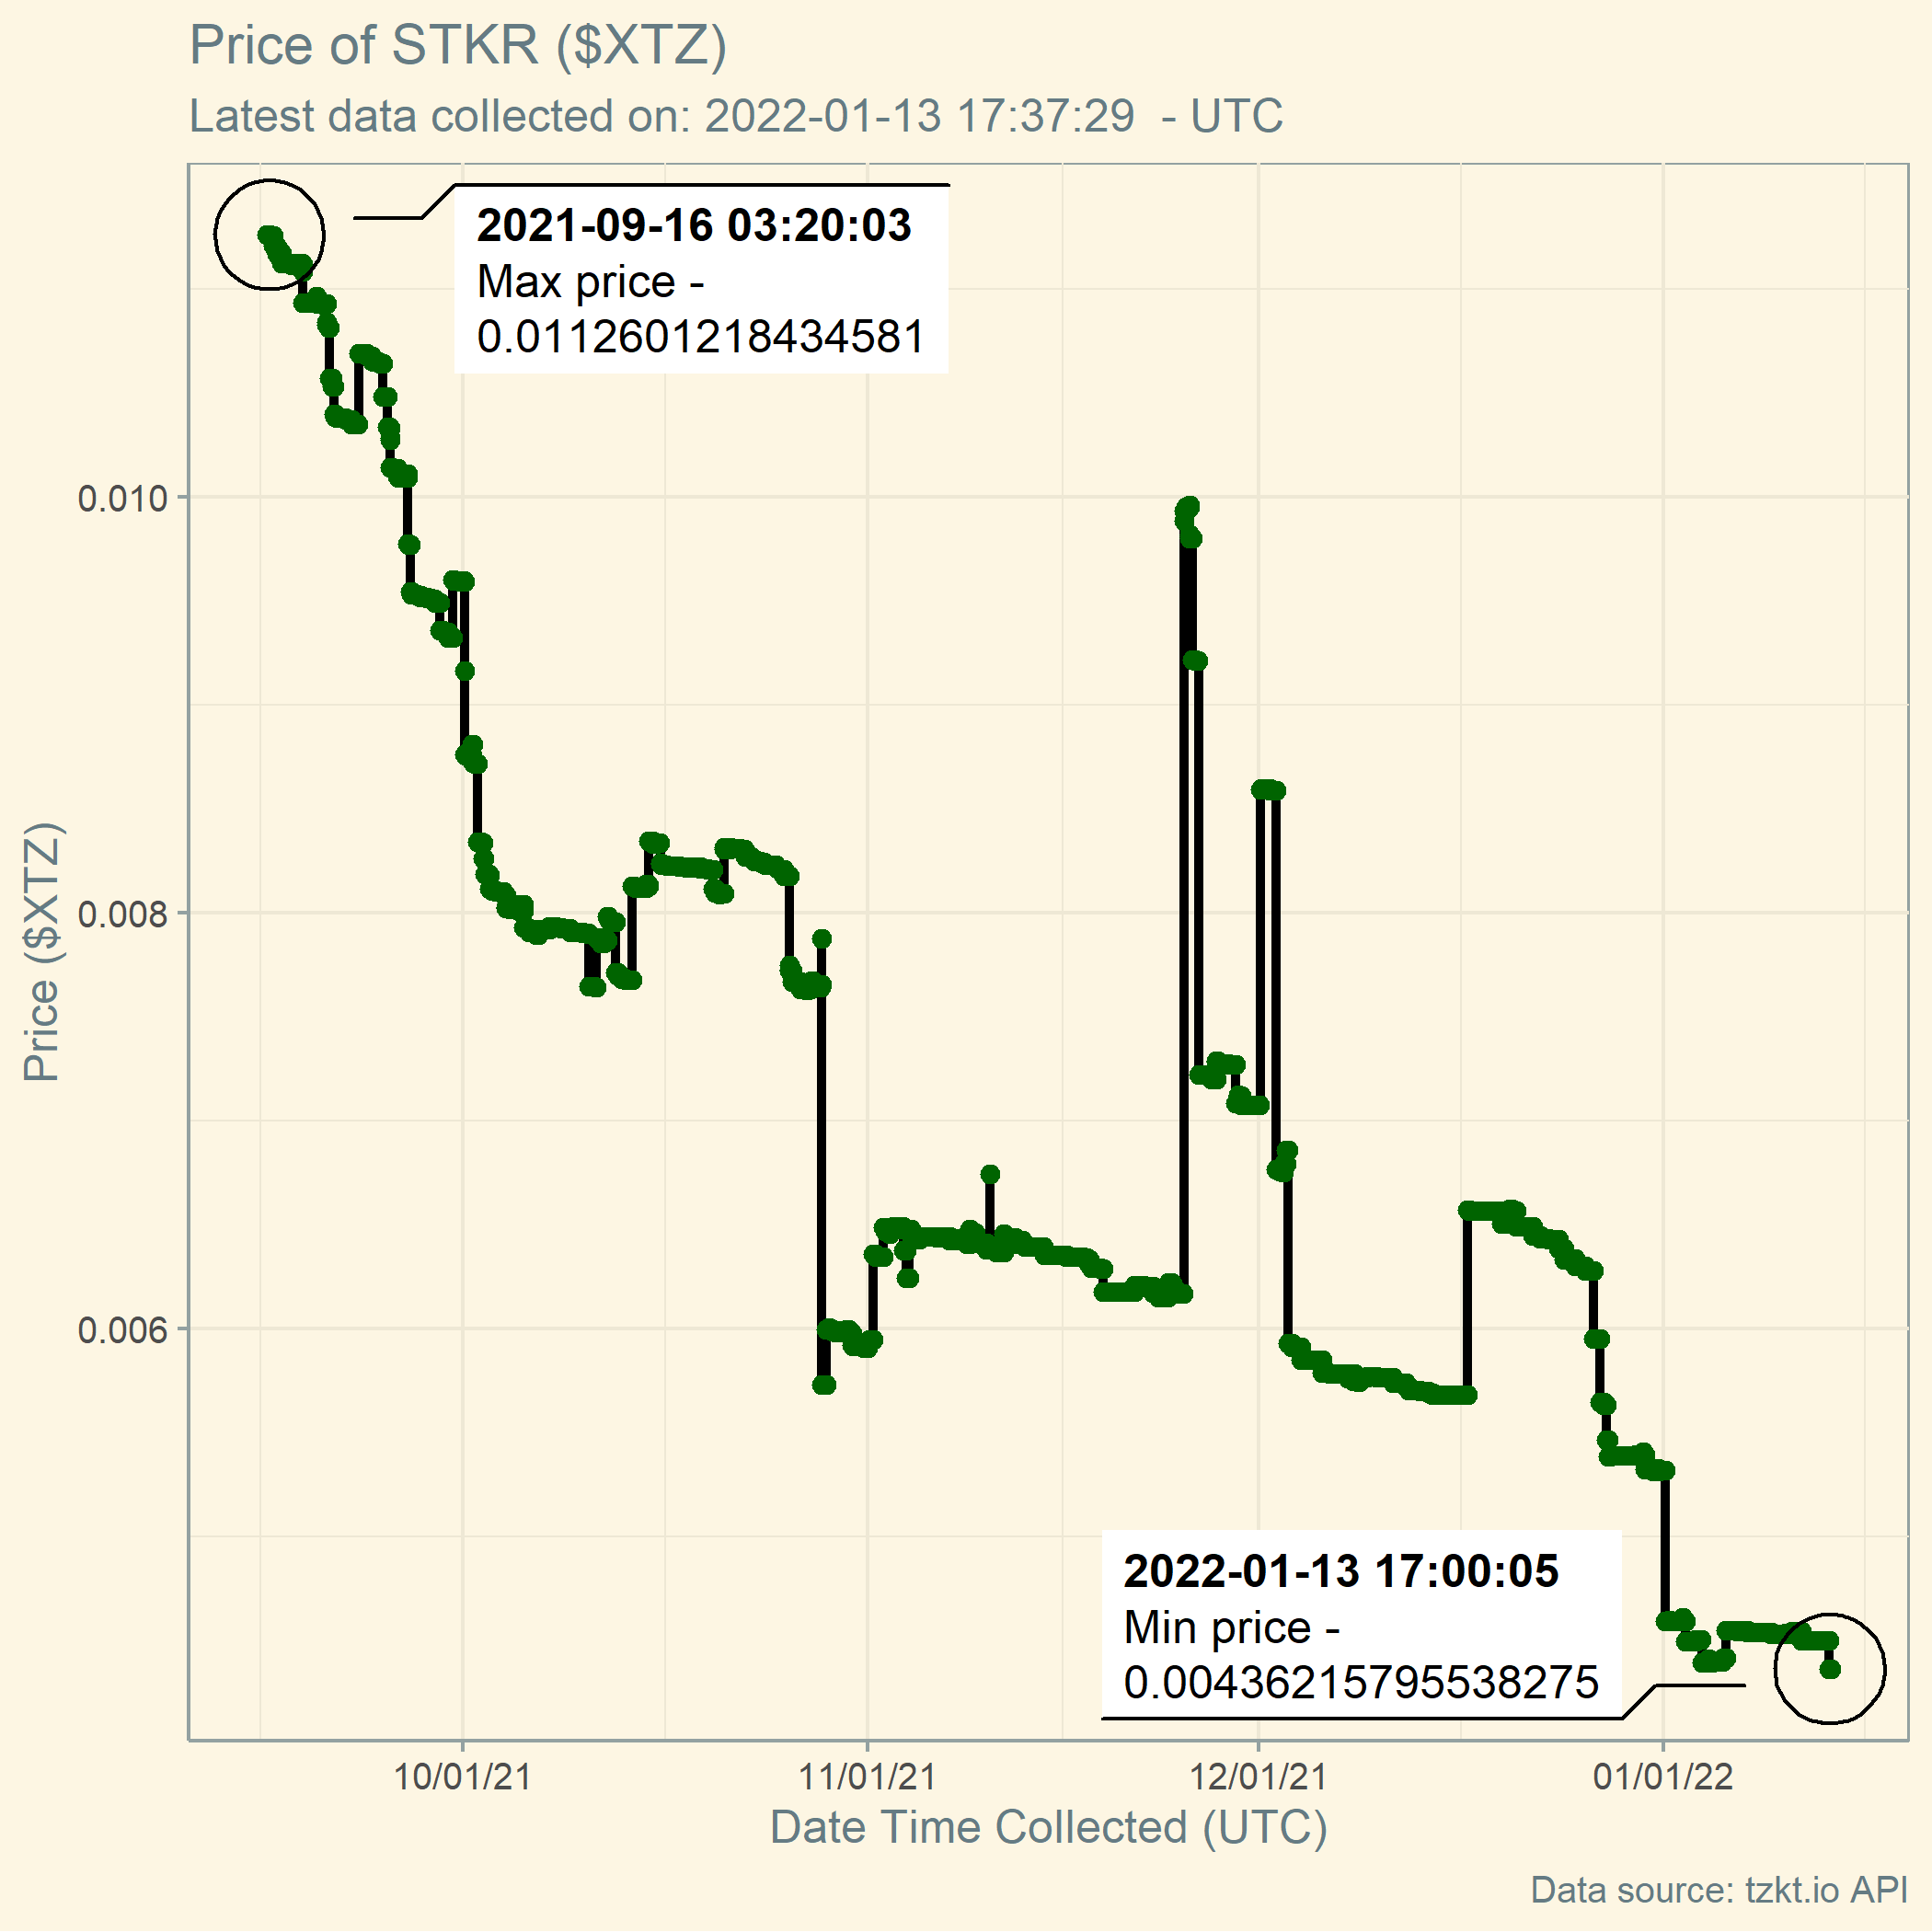 Price of STKR ($XTZ)
Latest data collected on: 2022-01-13 17:37:29  - UTC
2021-09-16 03:20:03
Max price -
0.0112601218434581
0.010
0.008
0.006
Price ($XTZ)
2022-01-13 17:00:05
Min price -
0.00436215795538275
10/01/21
11/01/21
12/01/21
01/01/22
Date Time Collected (UTC)
Data source: tzkt.io API